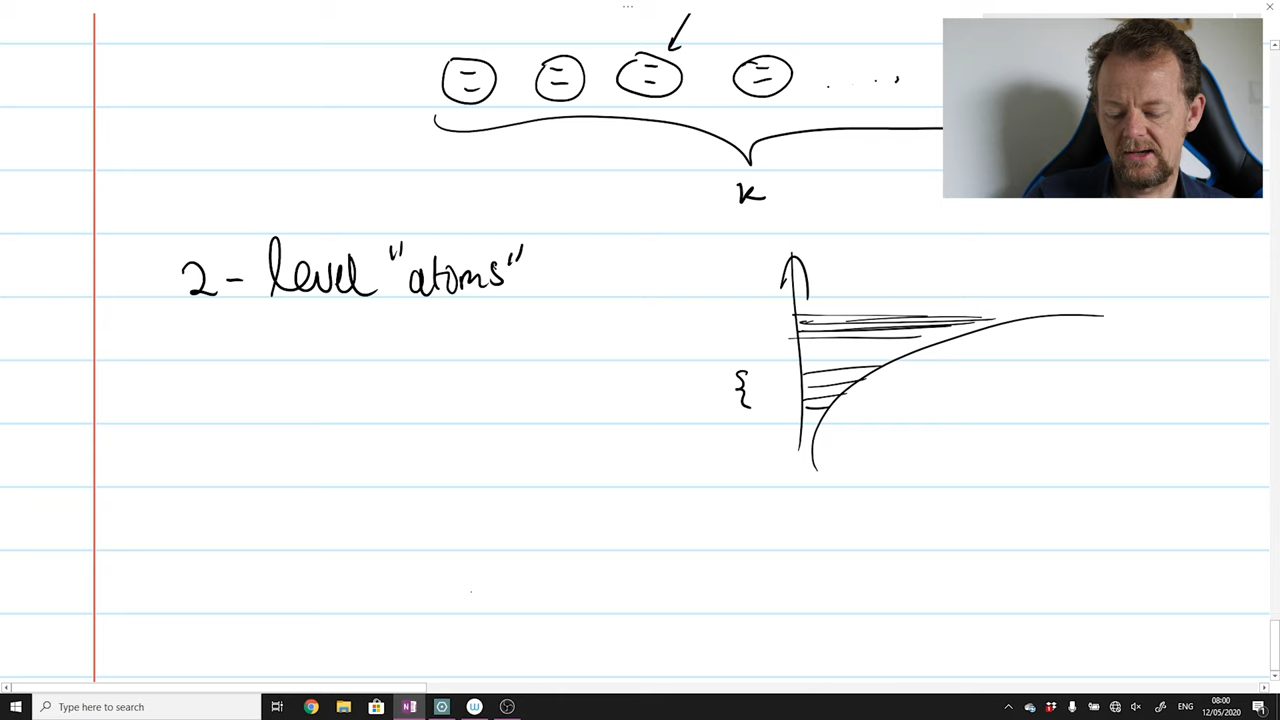 K
2 - level "atoms"
Type here to search
ENG
08:00
12/05/2020